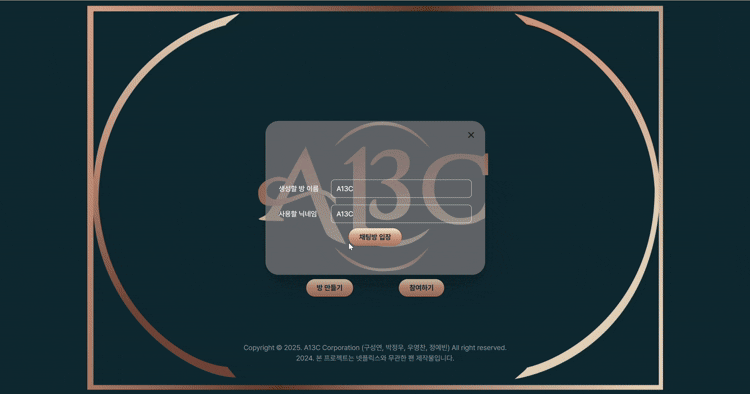 A13C
생성할 방 이름 A13C
사용할 닉네임 A13C
채팅방 입장
방 만들기 참여하기
Copyright © 2025. A13C Corporation (구성연, 박정우, 우영찬, 정예빈) All right reserved.
2024. 본 프로젝트는 넷플릭스와 무관한 팬 제작물입니다.